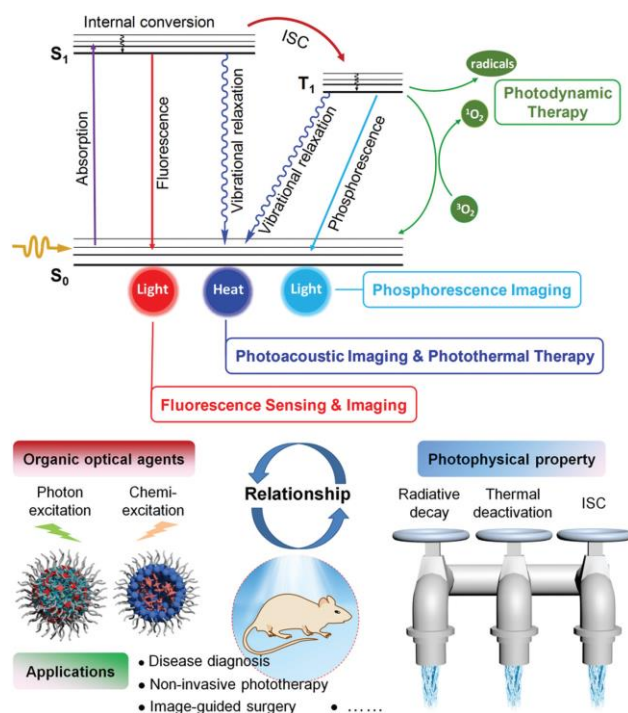 Internal conversion
S1
ISC
T1
radicals
Photodynamic
Therapy
1O2
3O2
Absorption
Fluorescence
Vibrational relaxation
Vibrational relaxation
Phosphorescence
S0
Light
Heat
Light
Phosphorescence Imaging
Photoacoustic Imaging & Photothermal Therapy
Fluorescence Sensing & Imaging
Organic optical agents
Photon
excitation
Chemi-
excitation
Relationship
Photophysical property
Radiative
decay
Thermal
deactivation
ISC
Applications
• Disease diagnosis
• Non-invasive phototherapy
• Image-guided surgery
• ……